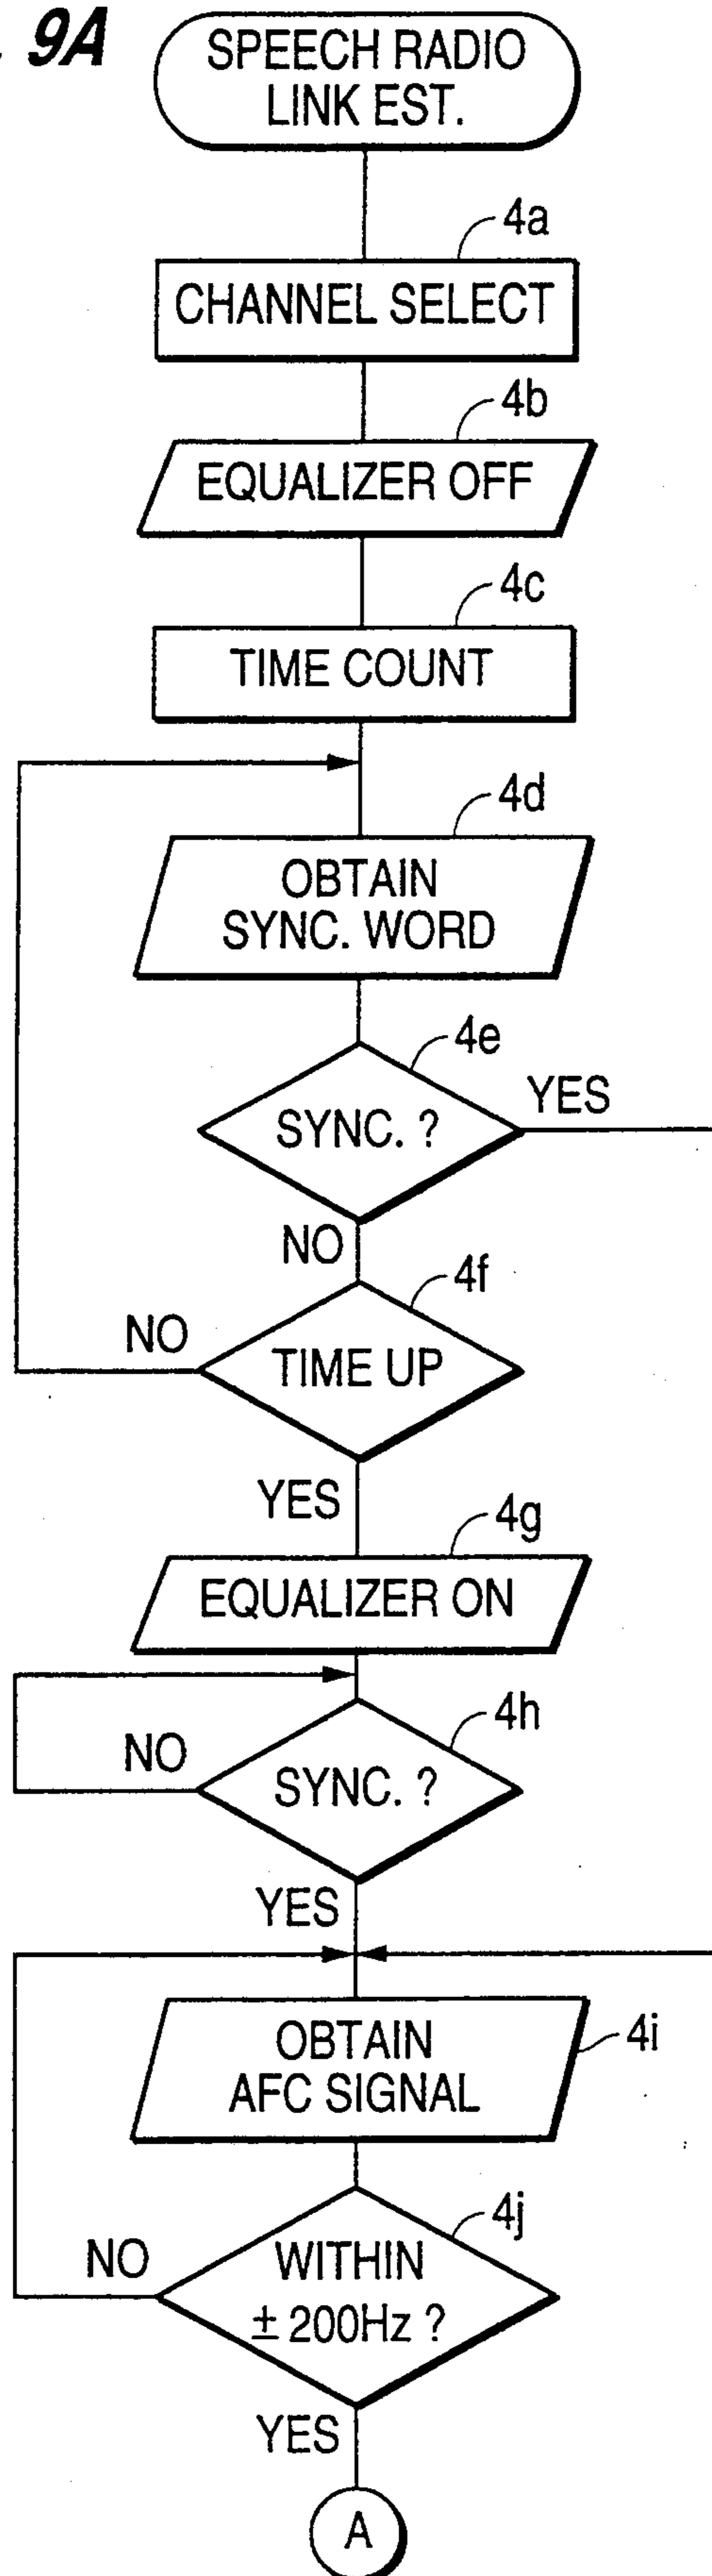 . 9A
SPEECH RADIO
LINK EST.
4a
CHANNEL SELECT
4b
EQUALIZER OFF
4c
TIME COUNT
4d
OBTAIN
SYNC. WORD
4e
YES
SYNC. ?
NO
4f
NO
TIME UP
YES
4g
EQUALIZER ON
4h
NO
SYNC. ?
YES
OBTAIN
AFC SIGNAL
4i
4j
NO
WITHIN
± 200Hz ?
YES
A